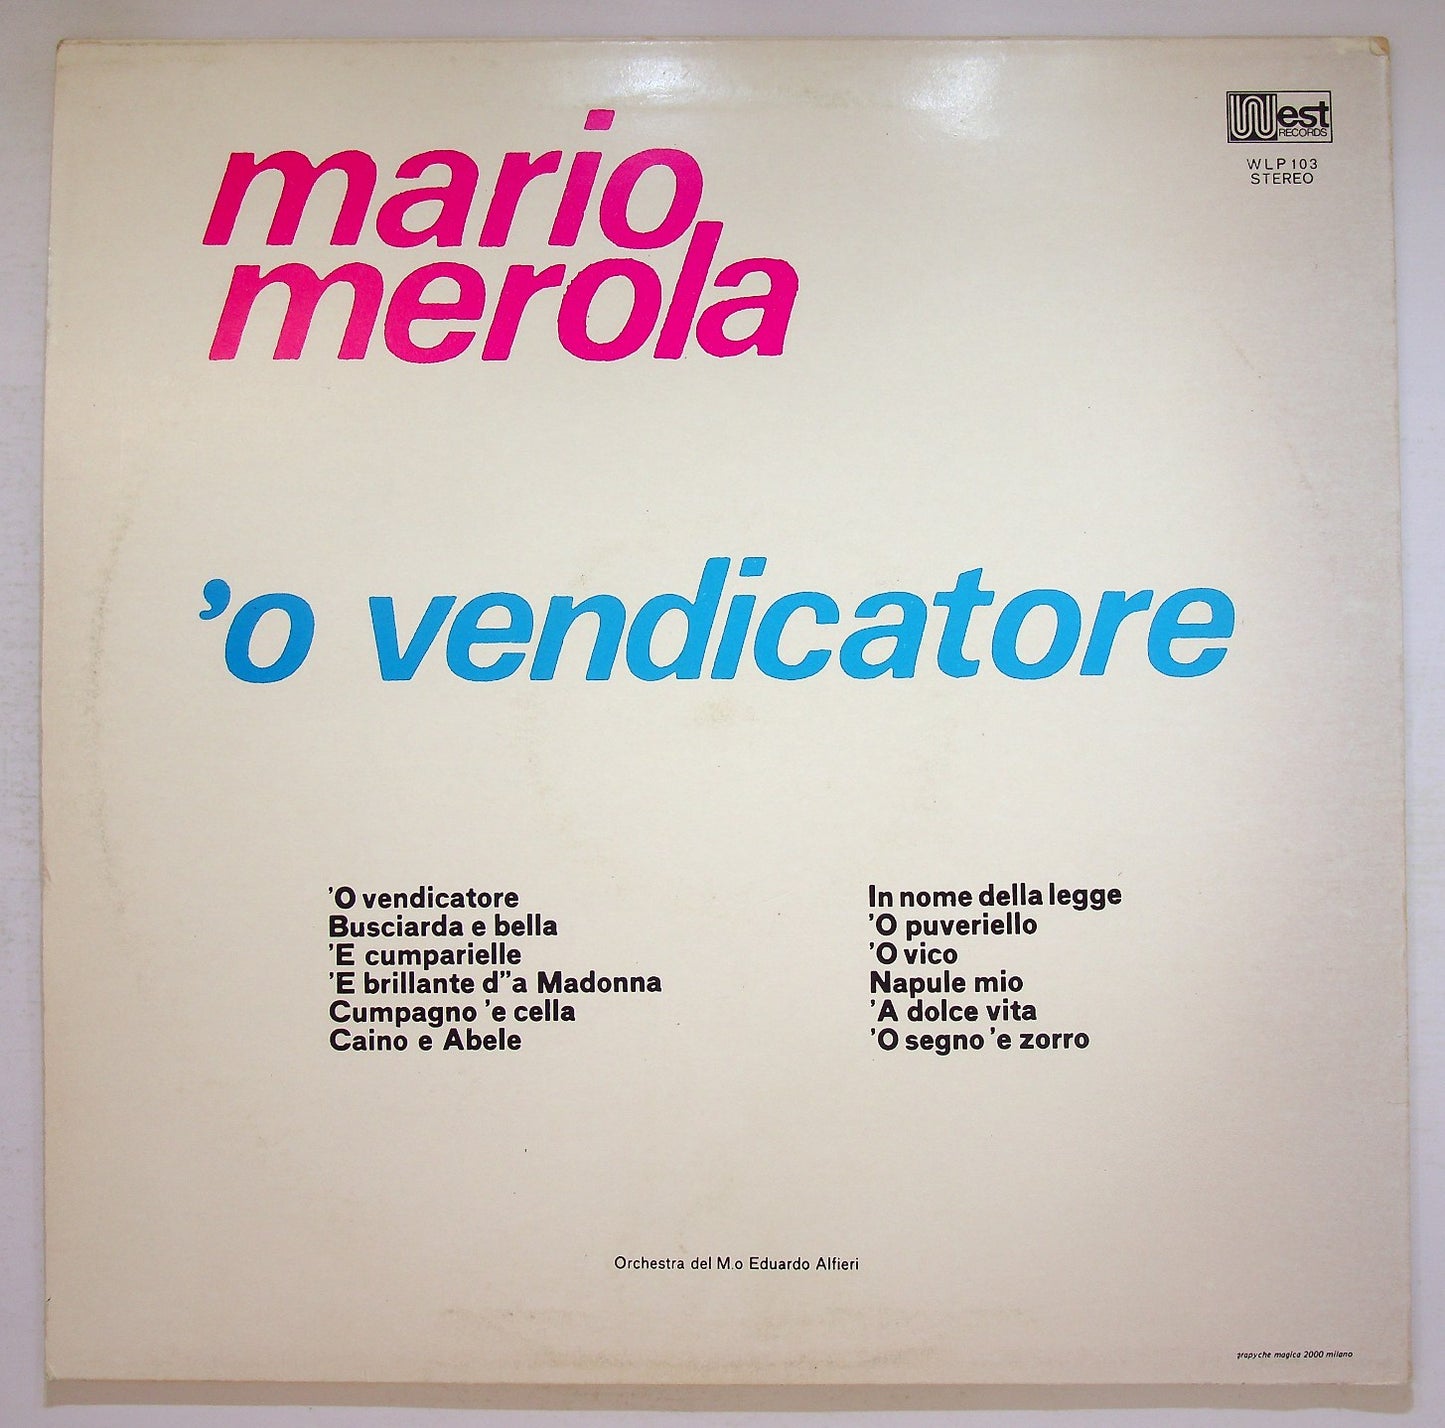 mario
merola
West
RECORDS
WLP 103
STEREO
'o vendicatore
'O vendicatore
Busciarda e bella
'E cumparielle
'E brillante d''a Madonna
Cumpagno 'e cella
Caino e Abele
In nome della legge
'O puveriello
'O vico
Napule mio
'A dolce vita
'O segno 'e zorro
Orchestra del M.o Eduardo Alfieri
grapyche magica 2000 milano